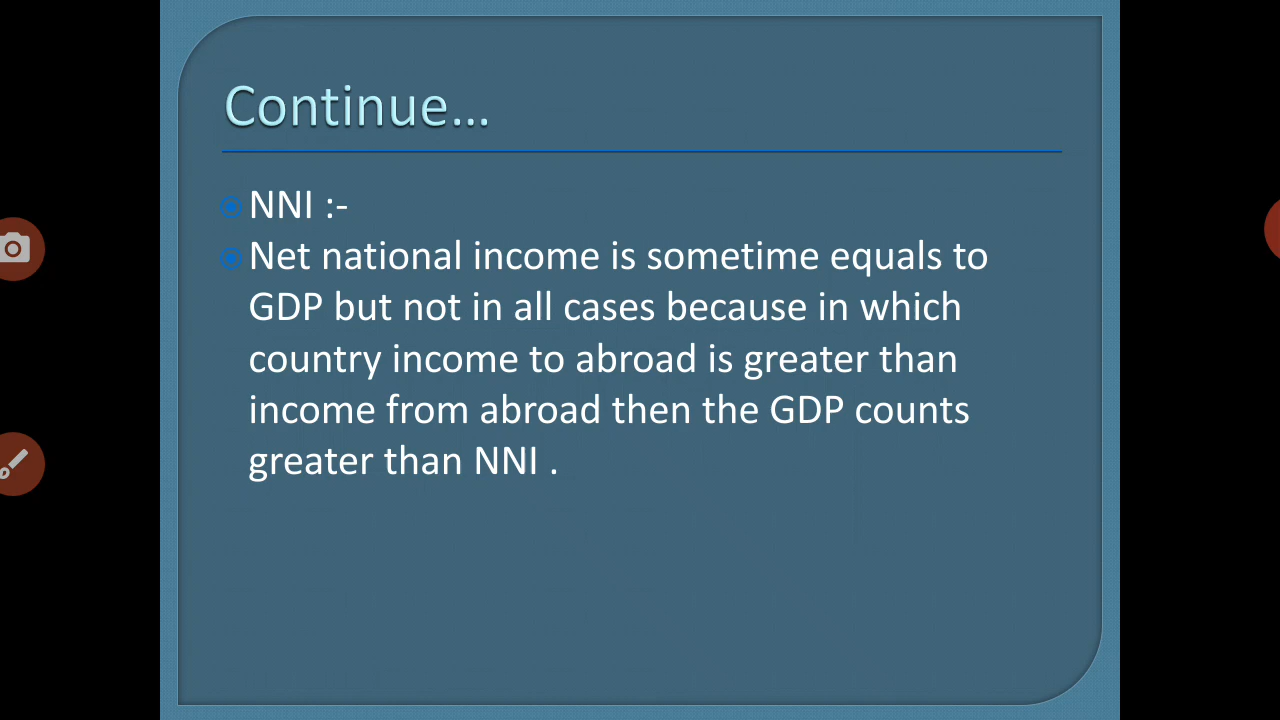 Continue...
NNI :-
Net national income is sometime equals to
GDP but not in all cases because in which
country income to abroad is greater than
income from abroad then the GDP counts
greater than NNI .